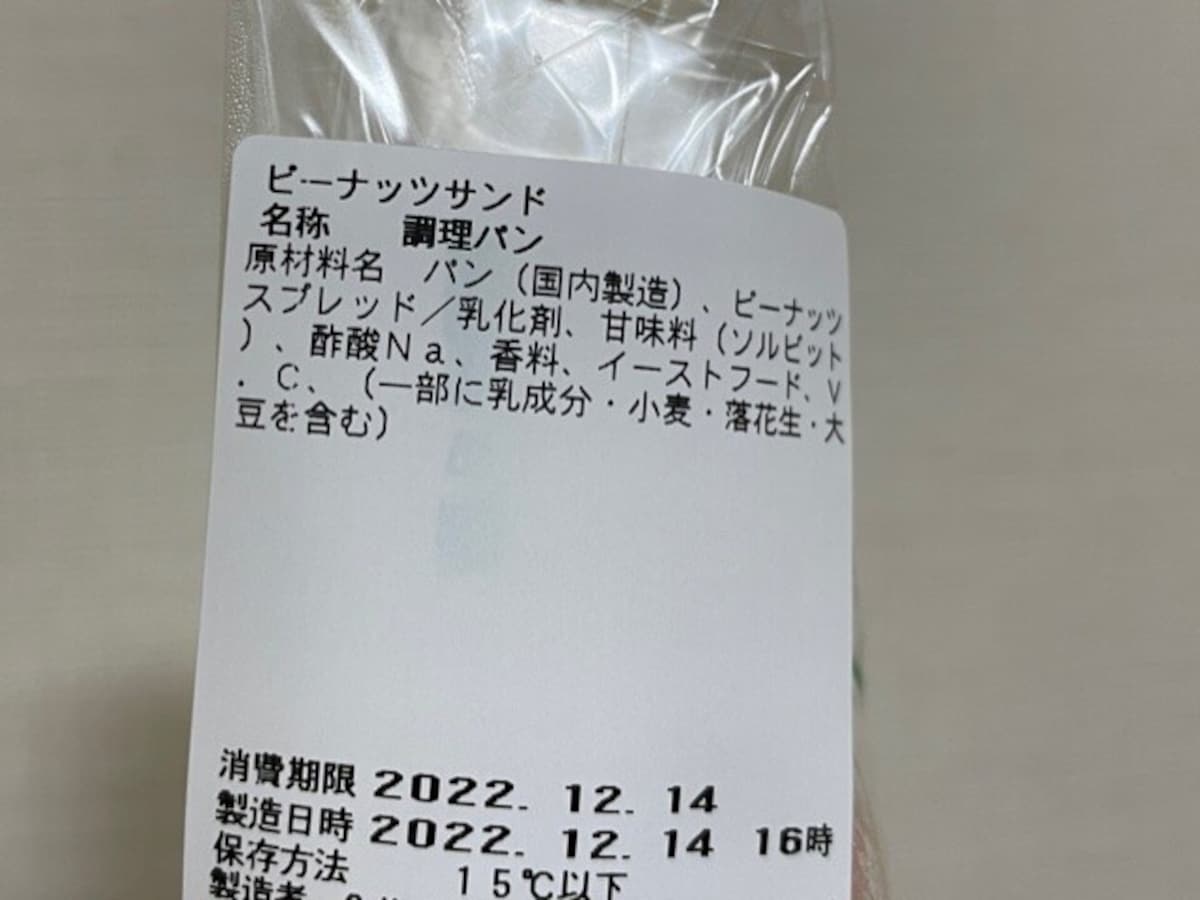 ピーナッツサンド
名称　調理パン
原材料名　パン（国内製造）、ピーナッツ
スプレッド／乳化剤、甘味料（ソルビット
）、酢酸Ｎａ、香料、イーストフード、Ｖ
．Ｃ、（一部に乳成分・小麦・落花生・大
豆を含む）
消費期限 2022. 12. 14
製造日時 2022. 12. 14 16時
保存方法　１５℃以下
製造者